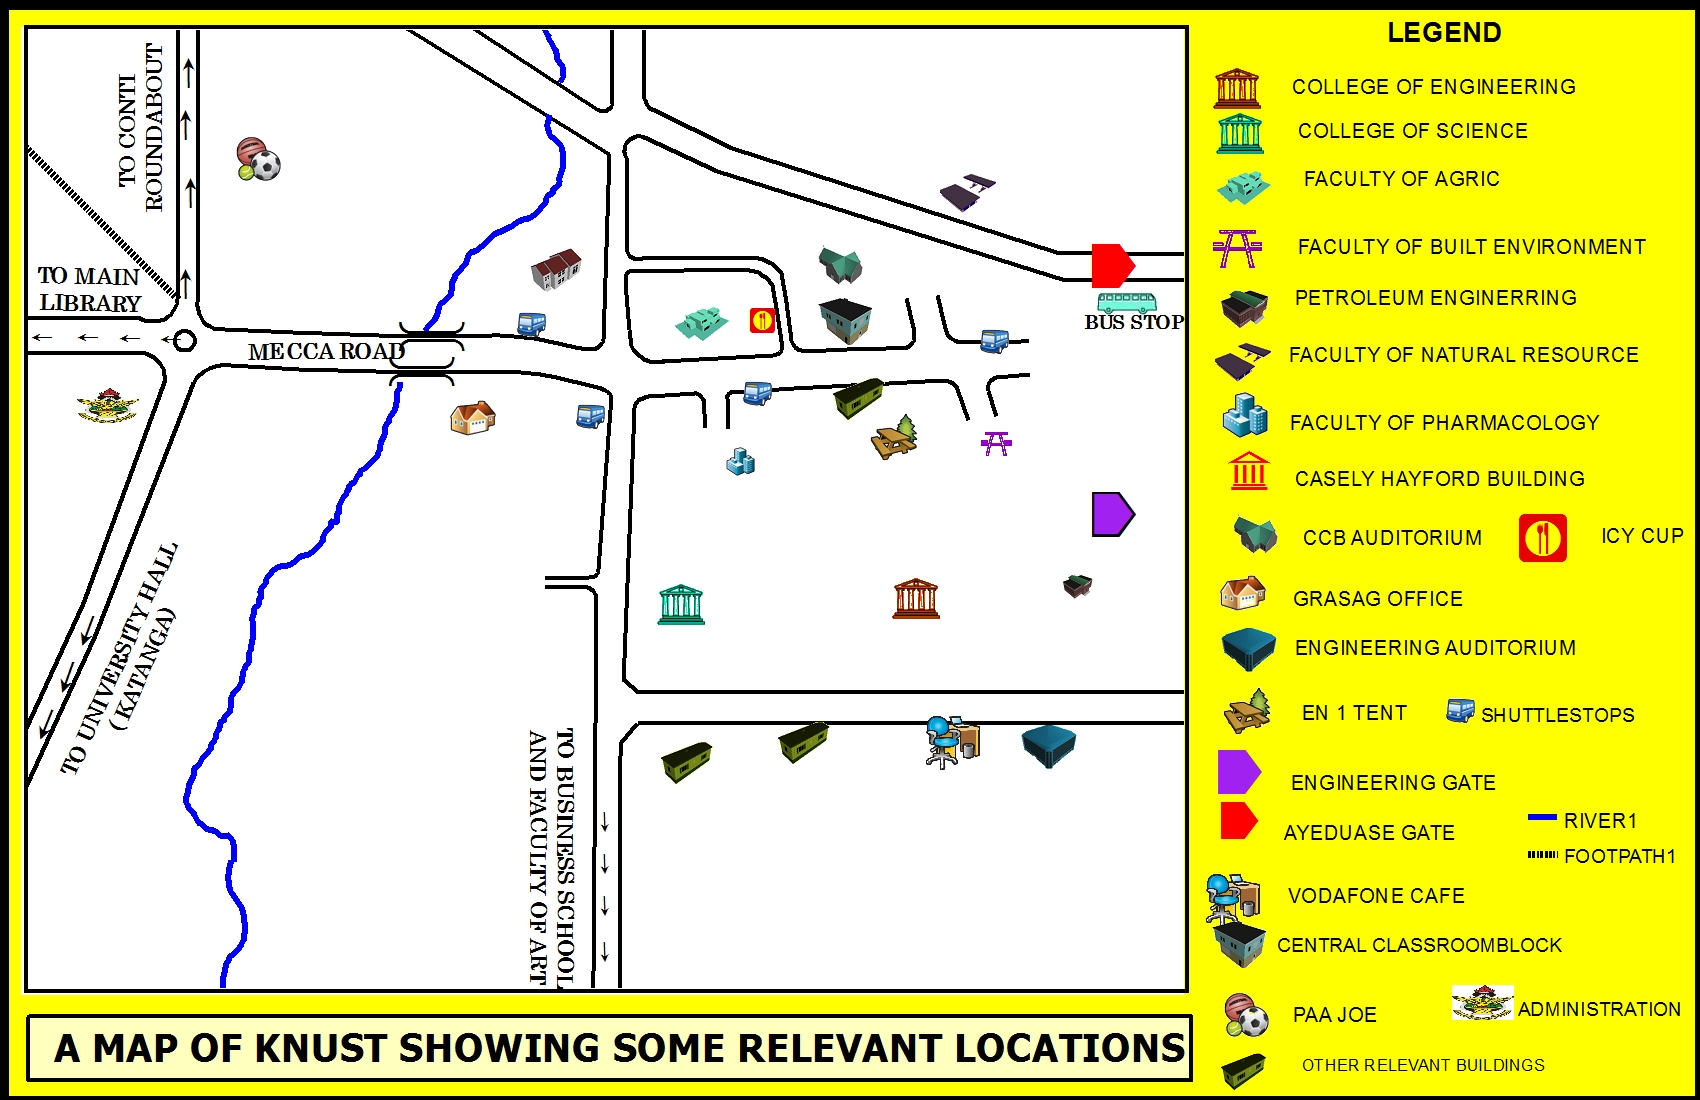 TO CONTI
ROUNDABOUT
TO MAIN
LIBRARY
MECCA ROAD
BUS STOP
TO UNIVERSITY HALL
( KATANGA)
TO BUSINESS SCHOOL
AND FACULTY OF ART
A MAP OF KNUST SHOWING SOME RELEVANT LOCATIONS
LEGEND
COLLEGE OF ENGINEERING
COLLEGE OF SCIENCE
FACULTY OF AGRIC
FACULTY OF BUILT ENVIRONMENT
PETROLEUM ENGINERRING
FACULTY OF NATURAL RESOURCE
FACULTY OF PHARMACOLOGY
CASELY HAYFORD BUILDING
CCB AUDITORIUM
ICY CUP
GRASAG OFFICE
ENGINEERING AUDITORIUM
EN 1 TENT
SHUTTLESTOPS
ENGINEERING GATE
AYEDUASE GATE
RIVER1
FOOTPATH1
VODAFONE CAFE
CENTRAL CLASSROOMBLOCK
PAA JOE
ADMINISTRATION
OTHER RELEVANT BUILDINGS